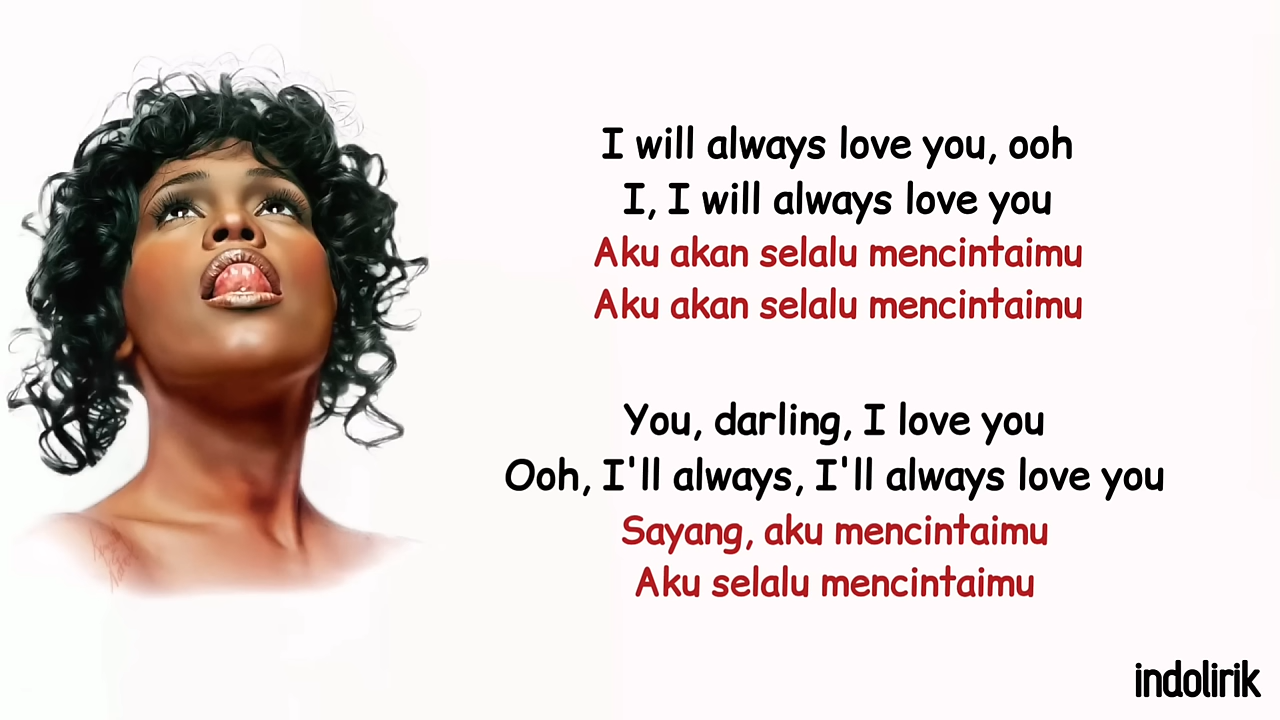 I will always love you, ooh
I, I will always love you
Aku akan selalu mencintaimu
Aku akan selalu mencintaimu
You, darling, I love you
Ooh, I'll always, I'll always love you
Sayang, aku mencintaimu
Aku selalu mencintaimu
indolirik